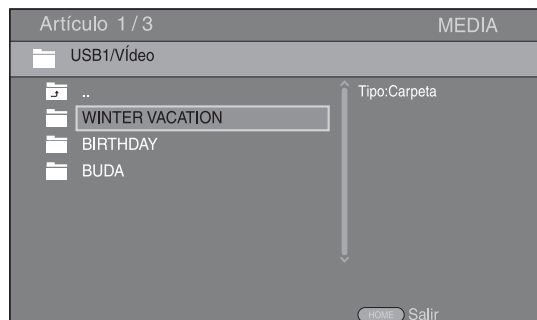 Artículo 1/3 MEDIA
USB1/VÍdeo
..
Tipo:Carpeta
WINTER VACATION
BIRTHDAY
BUDA
HOME Salir